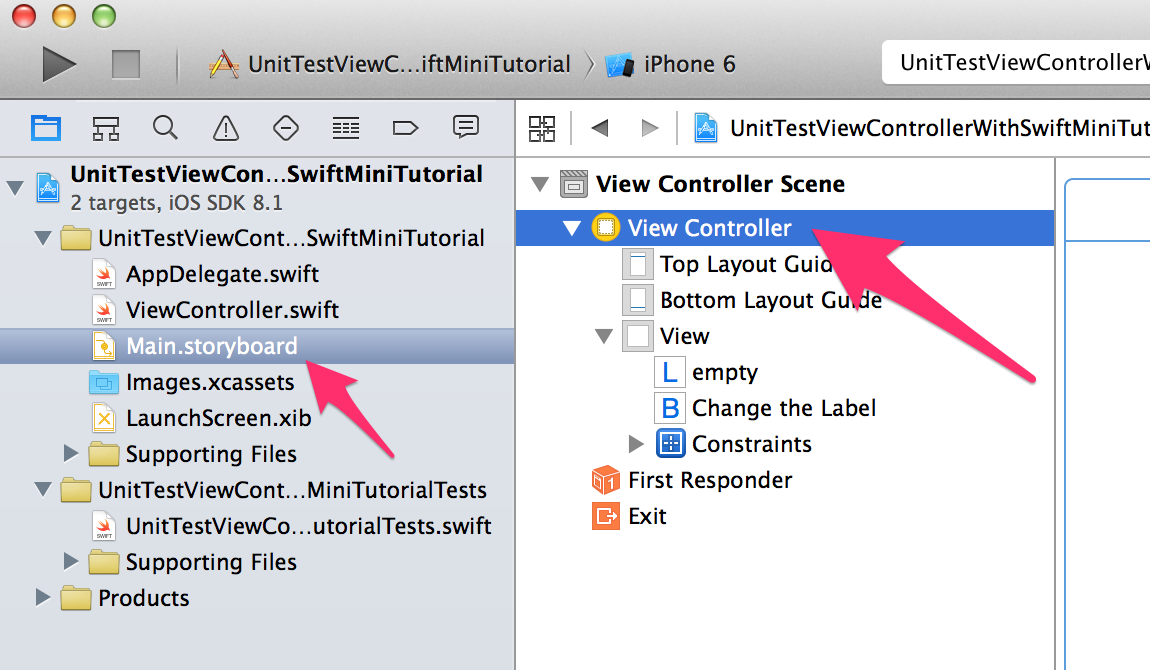 UnitTestViewC...iftMiniTutorial
iPhone 6
UnitTestViewControllerW
UnitTestViewControllerWithSwiftMiniTut
UnitTestViewCon...SwiftMiniTutorial
2 targets, iOS SDK 8.1
UnitTestViewCont...SwiftMiniTutorial
AppDelegate.swift
ViewController.swift
Main.storyboard
Images.xcassets
LaunchScreen.xib
Supporting Files
UnitTestViewCont...MiniTutorialTests
UnitTestViewCo...utorialTests.swift
Supporting Files
Products
View Controller Scene
View Controller
Top Layout Guid
Bottom Layout Guide
View
L empty
B Change the Label
Constraints
First Responder
Exit